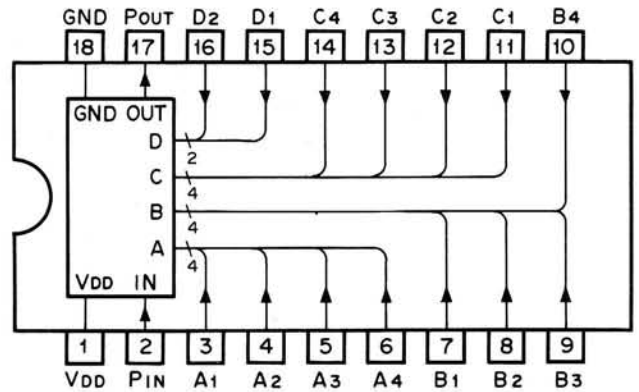 GND POUT D2 D1 C4 C3 C2 C1 B4
18 17 16 15 14 13 12 11 10
GND OUT
D 2
C 4
B 4
A 4
VDD IN
1 2 3 4 5 6 7 8 9
VDD PIN A1 A2 A3 A4 B1 B2 B3